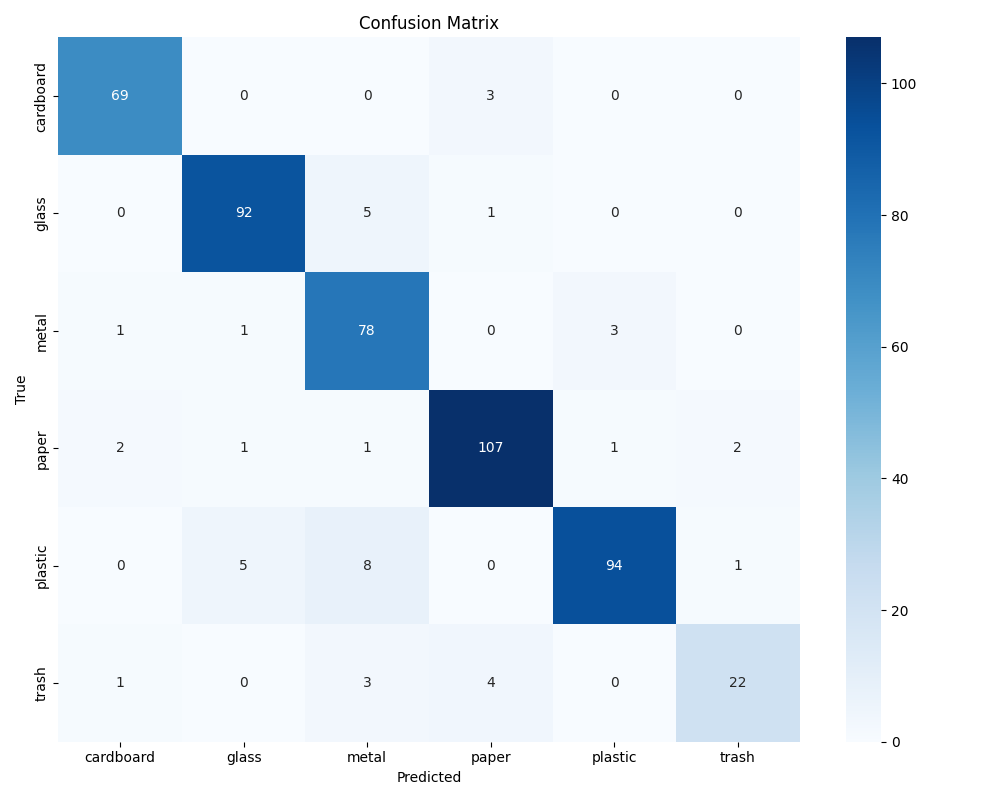 Confusion Matrix
cardboard 69 0 0 3 0 0
glass 0 92 5 1 0 0
metal 1 1 78 0 3 0
paper 2 1 1 107 1 2
plastic 0 5 8 0 94 1
trash 1 0 3 4 0 22
cardboard glass metal paper plastic trash
Predicted
True
100
80
60
40
20
0